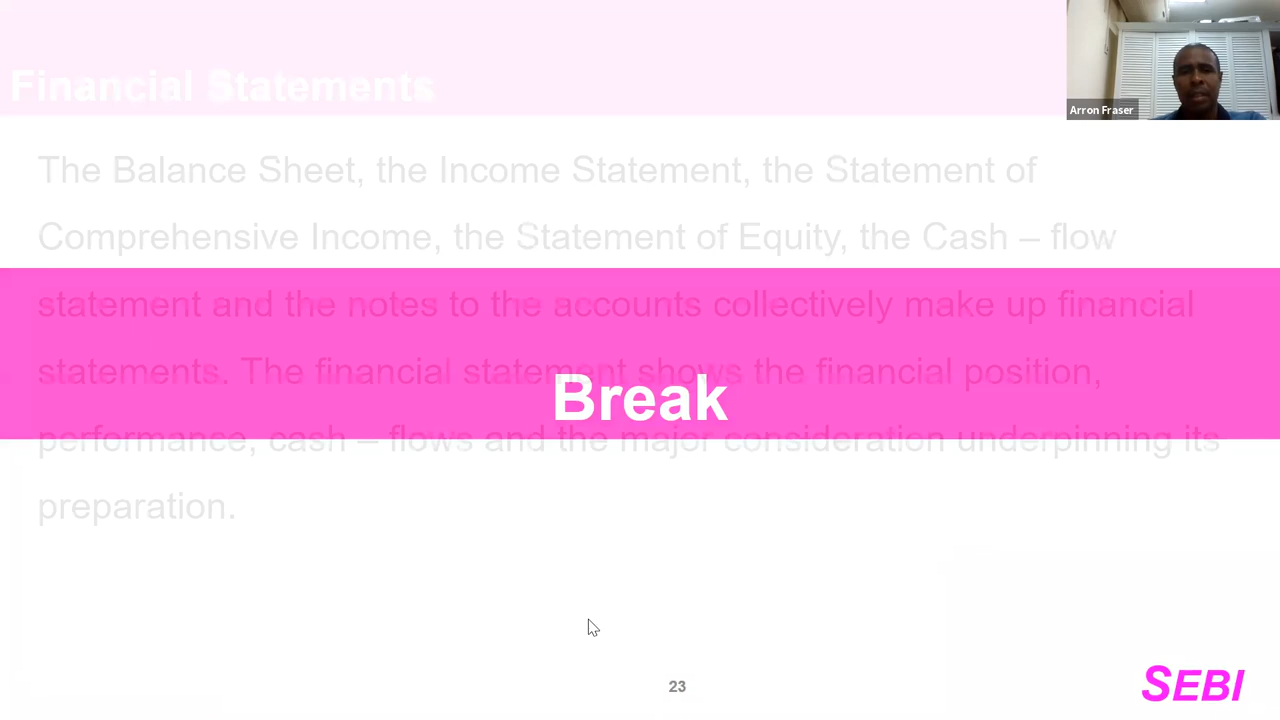 Financial Statements
Arron Fraser
The Balance Sheet, the Income Statement, the Statement of
Comprehensive Income, the Statement of Equity, the Cash – flow
statement and the notes to the accounts collectively make up financial
statements. The financial statement shows the financial position,
Break
performance, cash – flows and the major consideration underpinning its
preparation.
23
SEBI